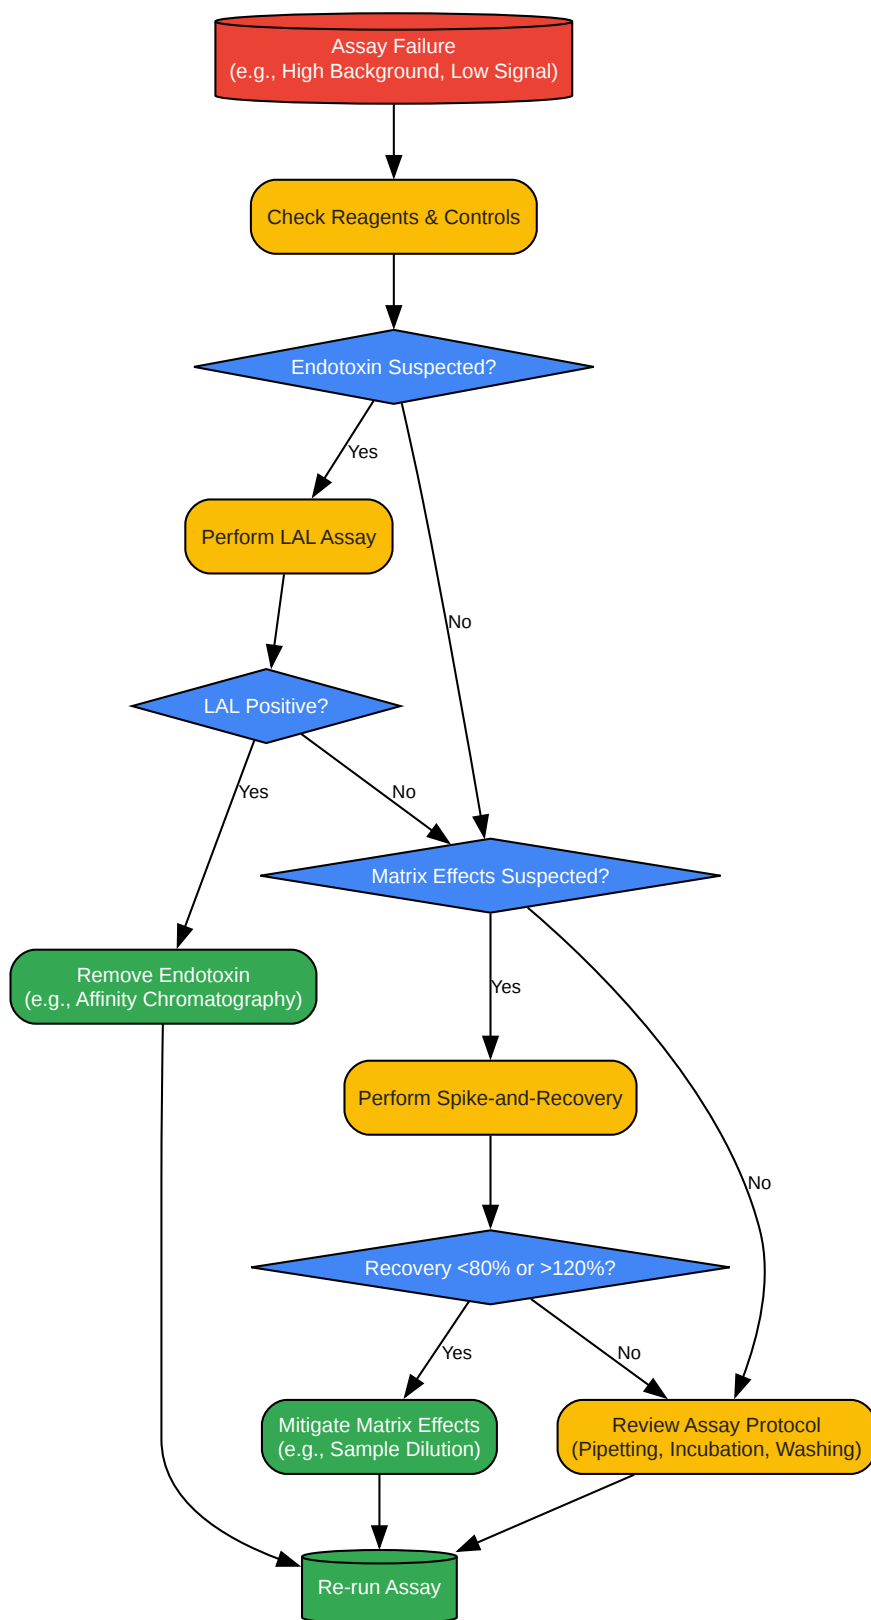 Assay Failure
(e.g., High Background, Low Signal)
Check Reagents & Controls
Endotoxin Suspected?
Yes
Perform LAL Assay
No
LAL Positive?
Yes
No
Matrix Effects Suspected?
Remove Endotoxin
(e.g., Affinity Chromatography)
Yes
Perform Spike-and-Recovery
No
Recovery <80% or >120%?
Yes
No
Mitigate Matrix Effects
(e.g., Sample Dilution)
Review Assay Protocol
(Pipetting, Incubation, Washing)
Re-run Assay